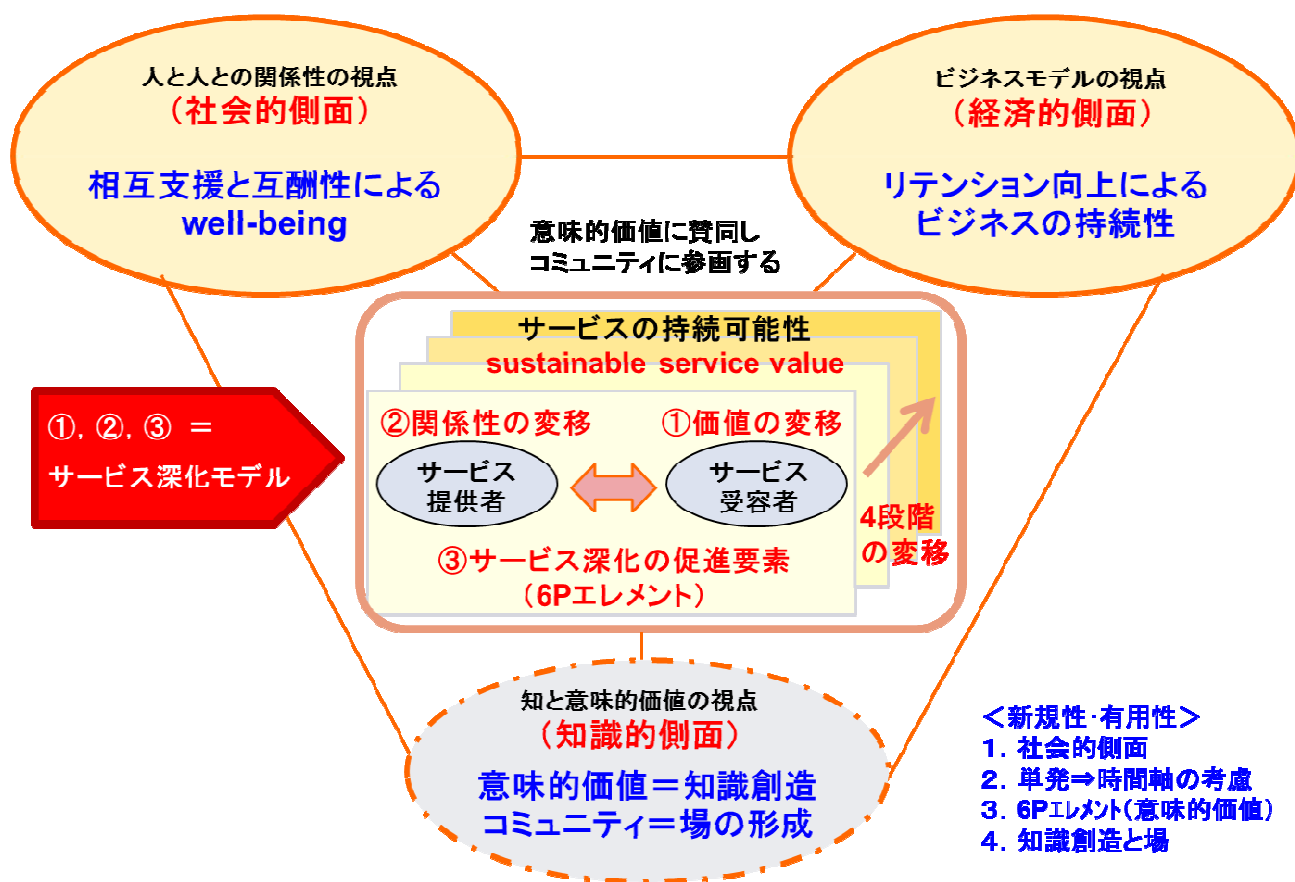 人と人との関係性の視点
（社会的側面）
相互支援と互酬性による
well-being
ビジネスモデルの視点
（経済的側面）
リテンション向上による
ビジネスの持続性
意味的価値に賛同し
コミュニティに参画する
サービスの持続可能性
sustainable service value
①, ②, ③ ＝
サービス深化モデル
②関係性の変移
①価値の変移
サービス
提供者
サービス
受容者
4段階
の変移
③サービス深化の促進要素
（6Pエレメント）
知と意味的価値の視点
（知識的側面）
意味的価値＝知識創造
コミュニティ＝場の形成
＜新規性・有用性＞
1. 社会的側面
2. 単発⇒時間軸の考慮
3. 6Pエレメント(意味的価値)
4. 知識創造と場